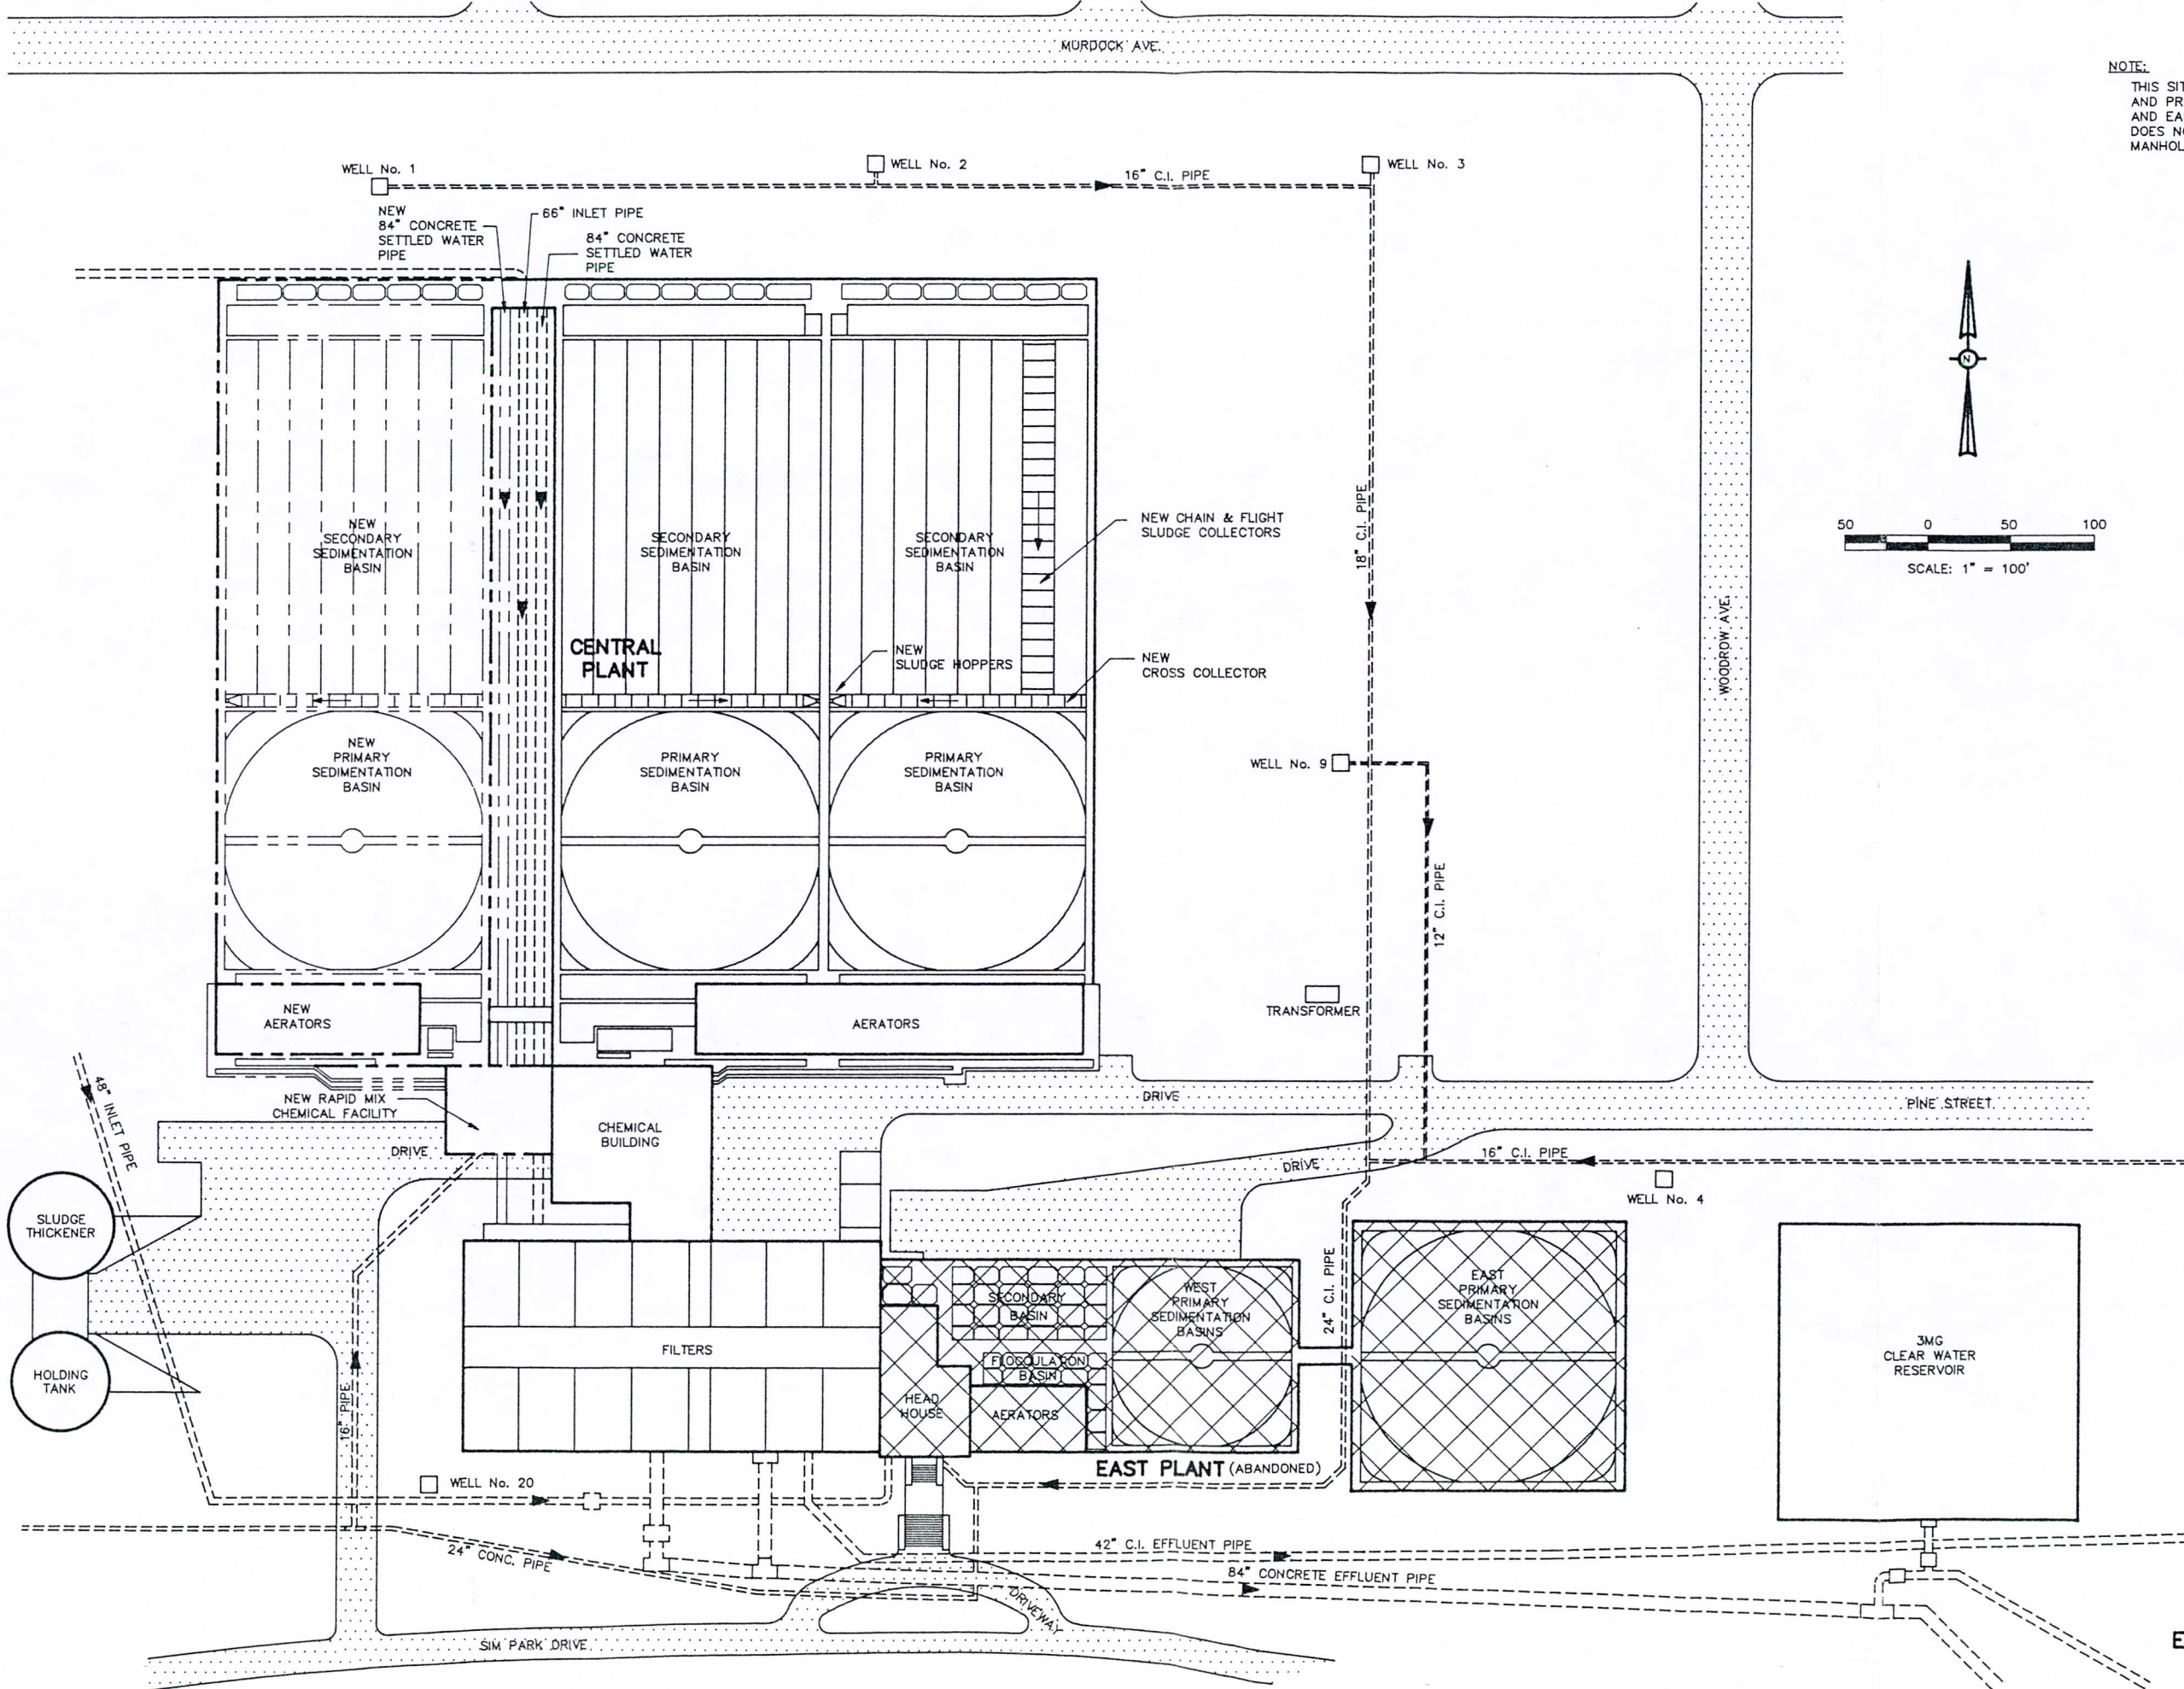 MURDOCK AVE.
NOTE:
THIS SIT
AND PR
AND EA
DOES N
MANHOL
WELL No. 1
WELL No. 2
16" C.I. PIPE
WELL No. 3
NEW
84" CONCRETE
SETTLED WATER
PIPE
66" INLET PIPE
84" CONCRETE
SETTLED WATER
PIPE
N
50 0 50 100
SCALE: 1" = 100'
NEW
SECONDARY
SEDIMENTATION
BASIN
SECONDARY
SEDIMENTATION
BASIN
SECONDARY
SEDIMENTATION
BASIN
NEW CHAIN & FLIGHT
SLUDGE COLLECTORS
18" C.I. PIPE
WOODROW AVE.
CENTRAL
PLANT
NEW
SLUDGE HOPPERS
NEW
CROSS COLLECTOR
NEW
PRIMARY
SEDIMENTATION
BASIN
PRIMARY
SEDIMENTATION
BASIN
PRIMARY
SEDIMENTATION
BASIN
WELL No. 9
12" C.I. PIPE
NEW
AERATORS
AERATORS
TRANSFORMER
48" INLET PIPE
NEW RAPID MIX
CHEMICAL FACILITY
CHEMICAL
BUILDING
DRIVE
PINE STREET
DRIVE
DRIVE
16" C.I. PIPE
WELL No. 4
SLUDGE
THICKENER
HOLDING
TANK
16" PIPE
FILTERS
SECONDARY
BASIN
FLOCCULATION
BASIN
HEAD
HOUSE
AERATORS
WEST
PRIMARY
SEDIMENTATION
BASINS
24" C.I. PIPE
EAST
PRIMARY
SEDIMENTATION
BASINS
3MG
CLEAR WATER
RESERVOIR
EAST PLANT (ABANDONED)
WELL No. 20
24" CONC. PIPE
42" C.I. EFFLUENT PIPE
84" CONCRETE EFFLUENT PIPE
DRIVEWAY
SIM PARK DRIVE
E